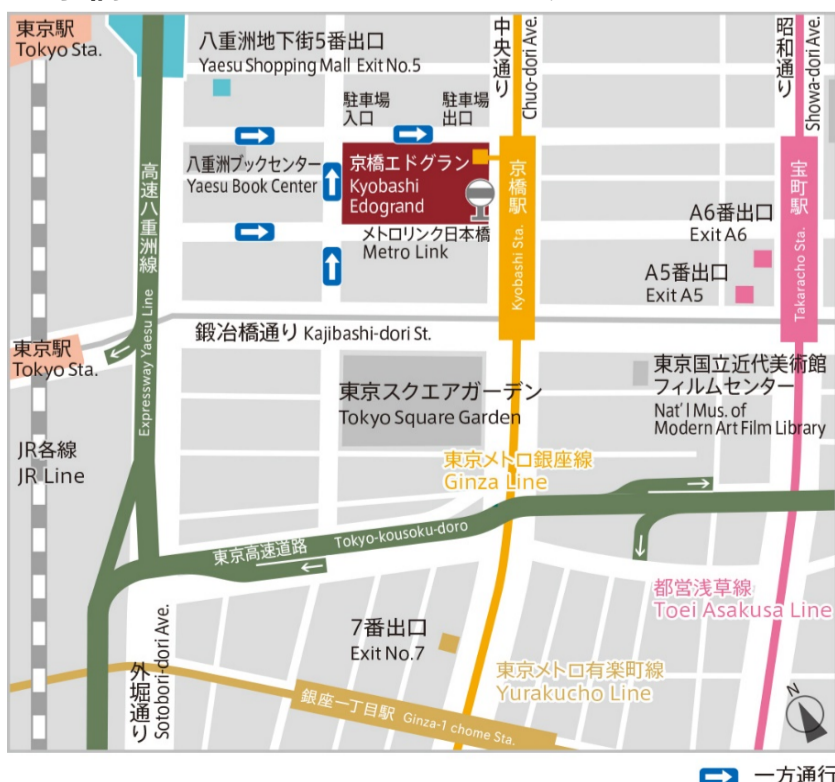 東京駅
Tokyo Sta.
八重洲地下街5番出口
Yaesu Shopping Mall Exit No.5
中央通り
Chuo-dori Ave.
昭和通り
Showa-dori Ave.
駐車場
入口
駐車場
出口
高速八重洲線
Expressway Yaesu Line
八重洲ブックセンター
Yaesu Book Center
京橋エドグラン
Kyobashi
Edogrand
京橋駅
Kyobashi Sta.
宝町駅
Takaracho Sta.
メトロリンク日本橋
Metro Link
A6番出口
Exit A6
A5番出口
Exit A5
鍛冶橋通り Kajibashi-dori St.
東京駅
Tokyo Sta.
東京スクエアガーデン
Tokyo Square Garden
東京国立近代美術館
フィルムセンター
Nat' l Mus. of
Modern Art Film Library
JR各線
JR Line
東京メトロ銀座線
Ginza Line
東京高速道路 Tokyo-kousoku-doro
都営浅草線
Toei Asakusa Line
7番出口
Exit No.7
外堀通り
Sotobori-dori Ave.
東京メトロ有楽町線
Yurakucho Line
銀座一丁目駅 Ginza-1 chome Sta.
N
一方通行